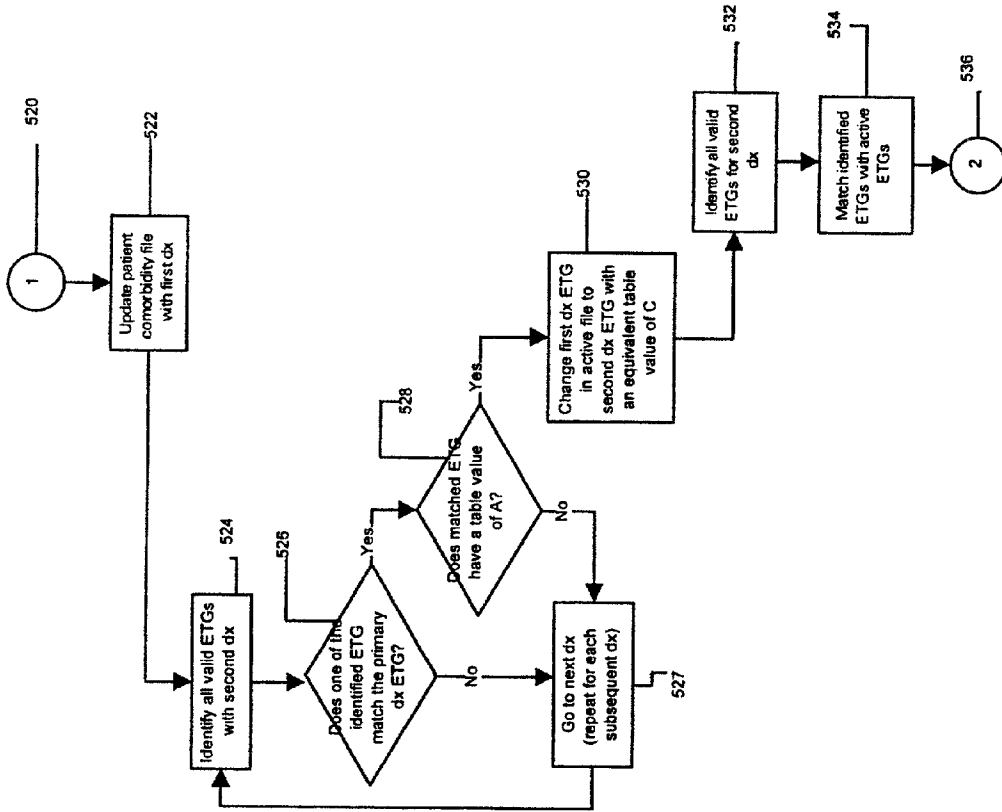 1
520
Update patient
comorbidity file
with first dx
522
Identify all valid ETGs
with second dx
524
Does one of the
identified ETG
match the primary
dx ETG?
526
Yes
No
Does matched ETG
have a table value
of A?
528
Yes
No
Go to next dx
(repeat for each
subsequent dx)
527
Change first dx ETG
in active file to
second dx ETG with
an equivalent table
value of C
530
Identify all valid
ETGs for second
dx
532
Match identified
ETGs with active
ETGs
534
2
536